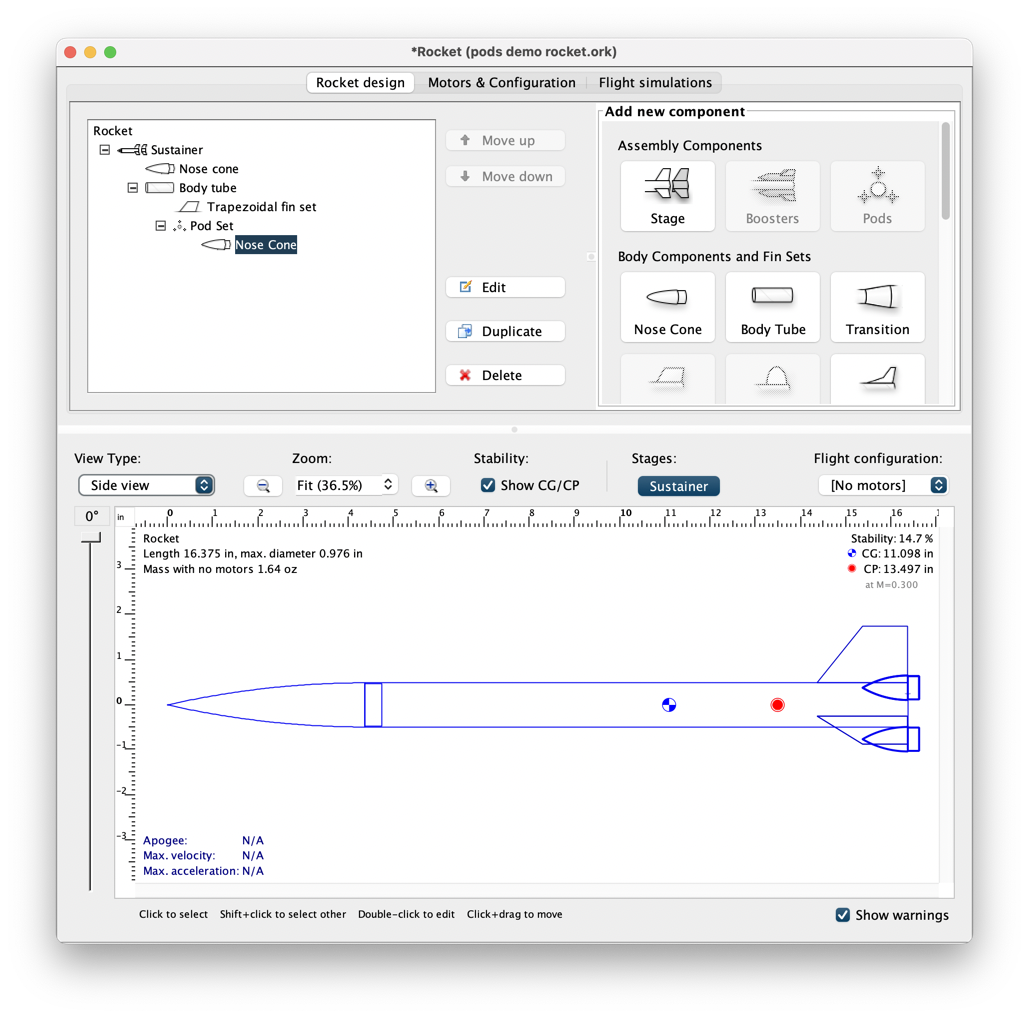 *Rocket (pods demo rocket.ork)
Rocket design Motors & Configuration Flight simulations
Rocket
Sustainer
Nose cone
Body tube
Trapezoidal fin set
Pod Set
Nose Cone
Move up
Move down
Edit
Duplicate
Delete
Add new component
Assembly Components
Stage Boosters Pods
Body Components and Fin Sets
Nose Cone Body Tube Transition
View Type: Zoom: Stability: Stages: Flight configuration:
Side view Fit (36.5%) Show CG/CP Sustainer [No motors]
0° in 0 1 2 3 4 5 6 7 8 9 10 11 12 13 14 15 16 1
Rocket
Length 16.375 in, max. diameter 0.976 in
Mass with no motors 1.64 oz
Stability: 14.7 %
CG: 11.098 in
CP: 13.497 in
at M=0.300
3
2
1
0
-1
-2
-3
Apogee: N/A
Max. velocity: N/A
Max. acceleration: N/A
Click to select Shift+click to select other Double-click to edit Click+drag to move Show warnings